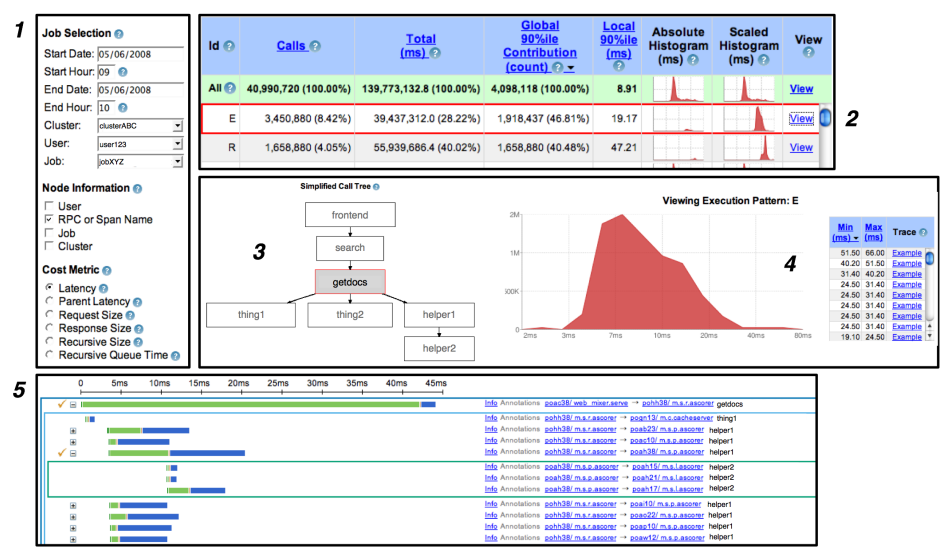 1
Job Selection ?
Start Date: 05/06/2008
Start Hour: 09 ?
End Date: 05/06/2008
End Hour: 10 ?
Cluster: clusterABC
User: user123
Job: jobXYZ
Node Information ?
User
RPC or Span Name
Job
Cluster
Cost Metric ?
Latency ?
Parent Latency ?
Request Size ?
Response Size ?
Recursive Size ?
Recursive Queue Time ?
2
Id ? Calls ? Total (ms) ? Global 90%ile Contribution (count) ? Local 90%ile (ms) ? Absolute Histogram (ms) ? Scaled Histogram (ms) ? View ?
All ? 40,990,720 (100.00%) 139,773,132.8 (100.00%) 4,098,118 (100.00%) 8.91 View
E 3,450,880 (8.42%) 39,437,312.0 (28.22%) 1,918,437 (46.81%) 19.17 View
R 1,658,880 (4.05%) 55,939,686.4 (40.02%) 1,658,880 (40.48%) 47.21 View
3
Simplified Call Tree ?
frontend
search
getdocs
thing1 thing2 helper1
helper2
4
Viewing Execution Pattern: E
2M
1M
500K
0
2ms 3ms 7ms 10ms 20ms 40ms 80ms
Min (ms) Max (ms) Trace ?
51.50 66.00 Example
40.20 51.50 Example
31.40 40.20 Example
24.50 31.40 Example
24.50 31.40 Example
24.50 31.40 Example
24.50 31.40 Example
24.50 31.40 Example
19.10 24.50 Example
5
0 5ms 10ms 15ms 20ms 25ms 30ms 35ms 40ms 45ms
Info Annotations poac38/ web_mixer.serve → pohh38/ m.s.r.ascorer getdocs
Info Annotations pohh38/ m.s.r.ascorer → poqn13/ m.c.cacheserver thing1
Info Annotations pohh38/ m.s.r.ascorer → poab23/ m.s.p.ascorer helper1
Info Annotations pohh38/ m.s.r.ascorer → poac10/ m.s.p.ascorer helper1
Info Annotations pohh38/ m.s.r.ascorer → poah38/ m.s.p.ascorer helper1
Info Annotations poah38/ m.s.p.ascorer → poah15/ m.s.l.ascorer helper2
Info Annotations poah38/ m.s.p.ascorer → poah21/ m.s.l.ascorer helper2
Info Annotations poah38/ m.s.p.ascorer → poah17/ m.s.l.ascorer helper2
Info Annotations pohh38/ m.s.r.ascorer → poai10/ m.s.p.ascorer helper1
Info Annotations pohh38/ m.s.r.ascorer → poao22/ m.s.p.ascorer helper1
Info Annotations pohh38/ m.s.r.ascorer → poap10/ m.s.p.ascorer helper1
Info Annotations pohh38/ m.s.r.ascorer → poaw12/ m.s.p.ascorer helper1